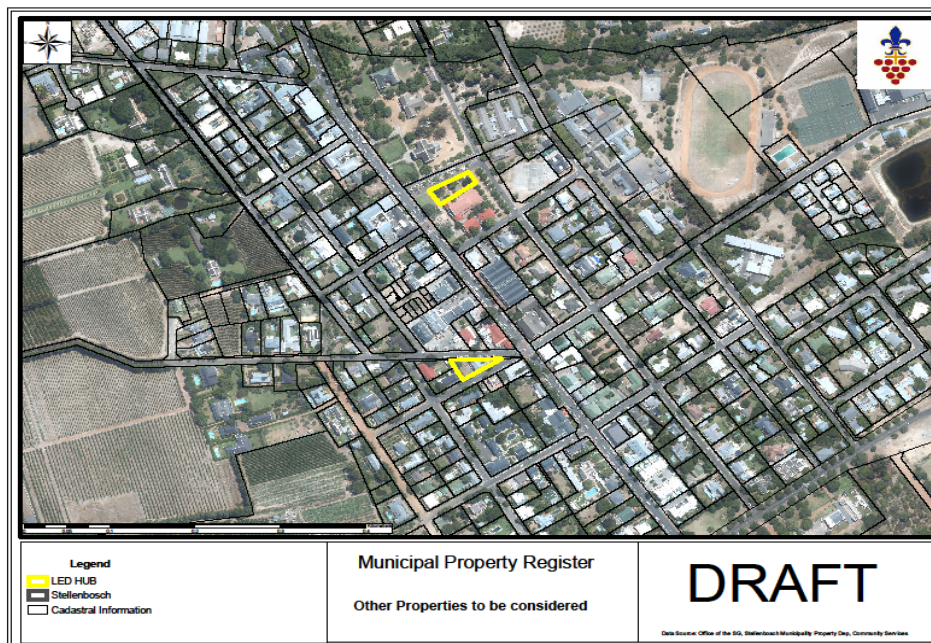 Legend
LED HUB
Stellenbosch
Cadastral Information
Municipal Property Register
Other Properties to be considered
DRAFT
Data Source: Office of the SG, Stellenbosch Municipality Property Dep, Community Services